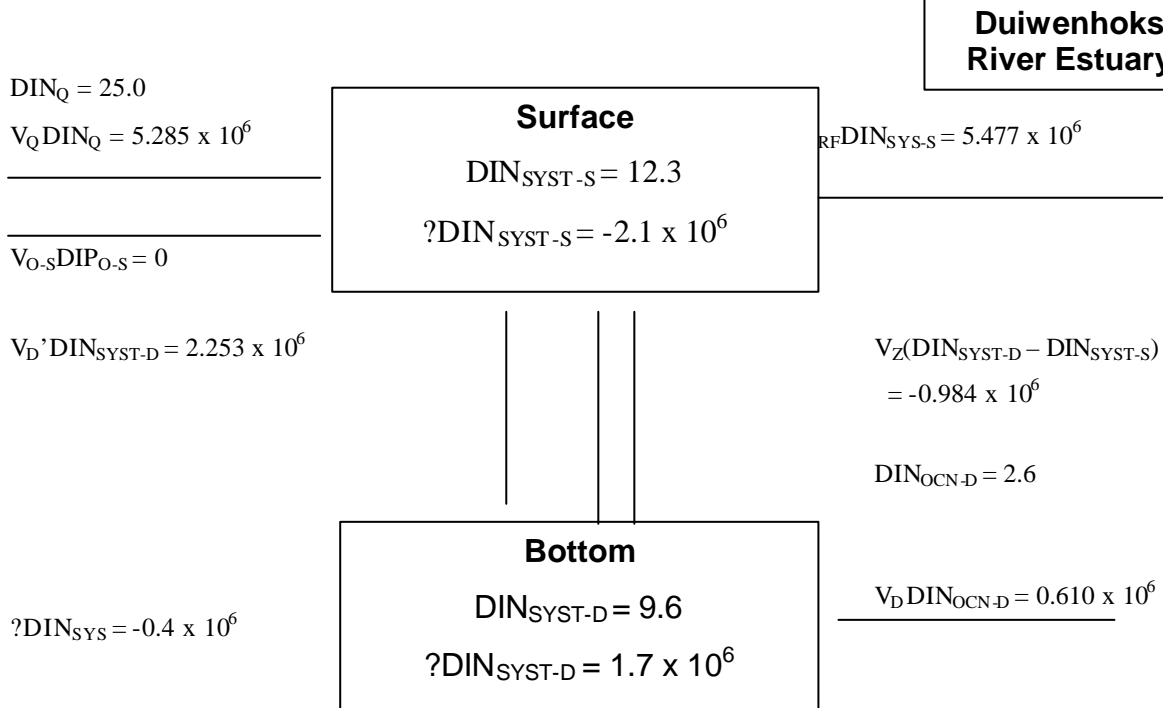 Duiwenhoks
River Estuary
DIN_Q = 25.0
V_Q DIN_Q = 5.285 x 10^6
Surface
DIN_SYST-S = 12.3
?DIN_SYST-S = -2.1 x 10^6
RF DIN_SYS-S = 5.477 x 10^6
V_O-S DIP_O-S = 0
V_D’DIN_SYST-D = 2.253 x 10^6
V_Z(DIN_SYST-D – DIN_SYST-S)
= -0.984 x 10^6
DIN_OCN-D = 2.6
Bottom
DIN_SYST-D = 9.6
?DIN_SYST-D = 1.7 x 10^6
V_D DIN_OCN-D = 0.610 x 10^6
?DIN_SYS = -0.4 x 10^6